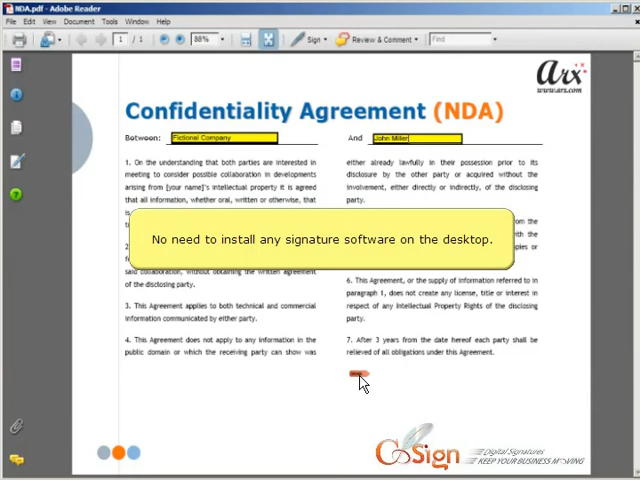 NDA.pdf - Adobe Reader
File Edit View Document Tools Window Help
1 / 1 88% Sign Review & Comment Find
arx
www.arx.com
Confidentiality Agreement (NDA)
Between: Fictional Company And John Miller
1. On the understanding that both parties are interested in
meeting to consider possible collaboration in developments
arising from [your name]'s intellectual property it is agreed
that all information, whether oral, written or otherwise, that
said collaboration, without obtaining the written agreement
of the disclosing party.
3. This Agreement applies to both technical and commercial
information communicated by either party.
4. This Agreement does not apply to any information in the
public domain or which the receiving party can show was
either already lawfully in their possession prior to its
disclosure by the other party or acquired without the
involvement, either directly or indirectly, of the disclosing
party.
No need to install any signature software on the desktop.
6. This Agreement, or the supply of information referred to in
paragraph 1, does not create any license, title or interest in
respect of any Intellectual Property Rights of the disclosing
party.
7. After 3 years from the date hereof each party shall be
relieved of all obligations under this Agreement.
CoSign Digital Signatures
KEEP YOUR BUSINESS MOVING